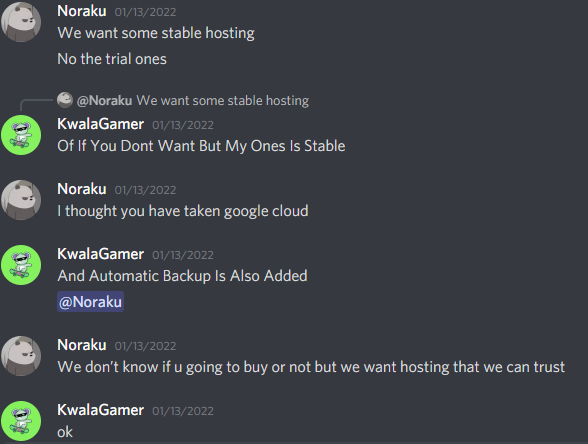 Noraku 01/13/2022
We want some stable hosting
No the trial ones
@Noraku We want some stable hosting
KwalaGamer 01/13/2022
Of If You Dont Want But My Ones Is Stable
Noraku 01/13/2022
I thought you have taken google cloud
KwalaGamer 01/13/2022
And Automatic Backup Is Also Added
@Noraku
Noraku 01/13/2022
We don't know if u going to buy or not but we want hosting that we can trust
KwalaGamer 01/13/2022
ok